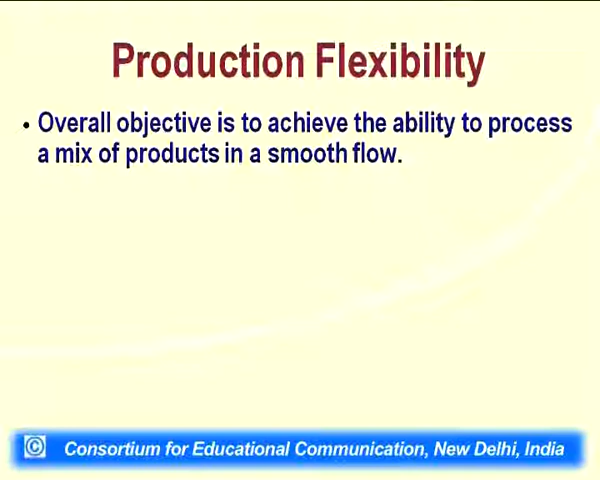 Production Flexibility
• Overall objective is to achieve the ability to process
a mix of products in a smooth flow.
© Consortium for Educational Communication, New Delhi, India